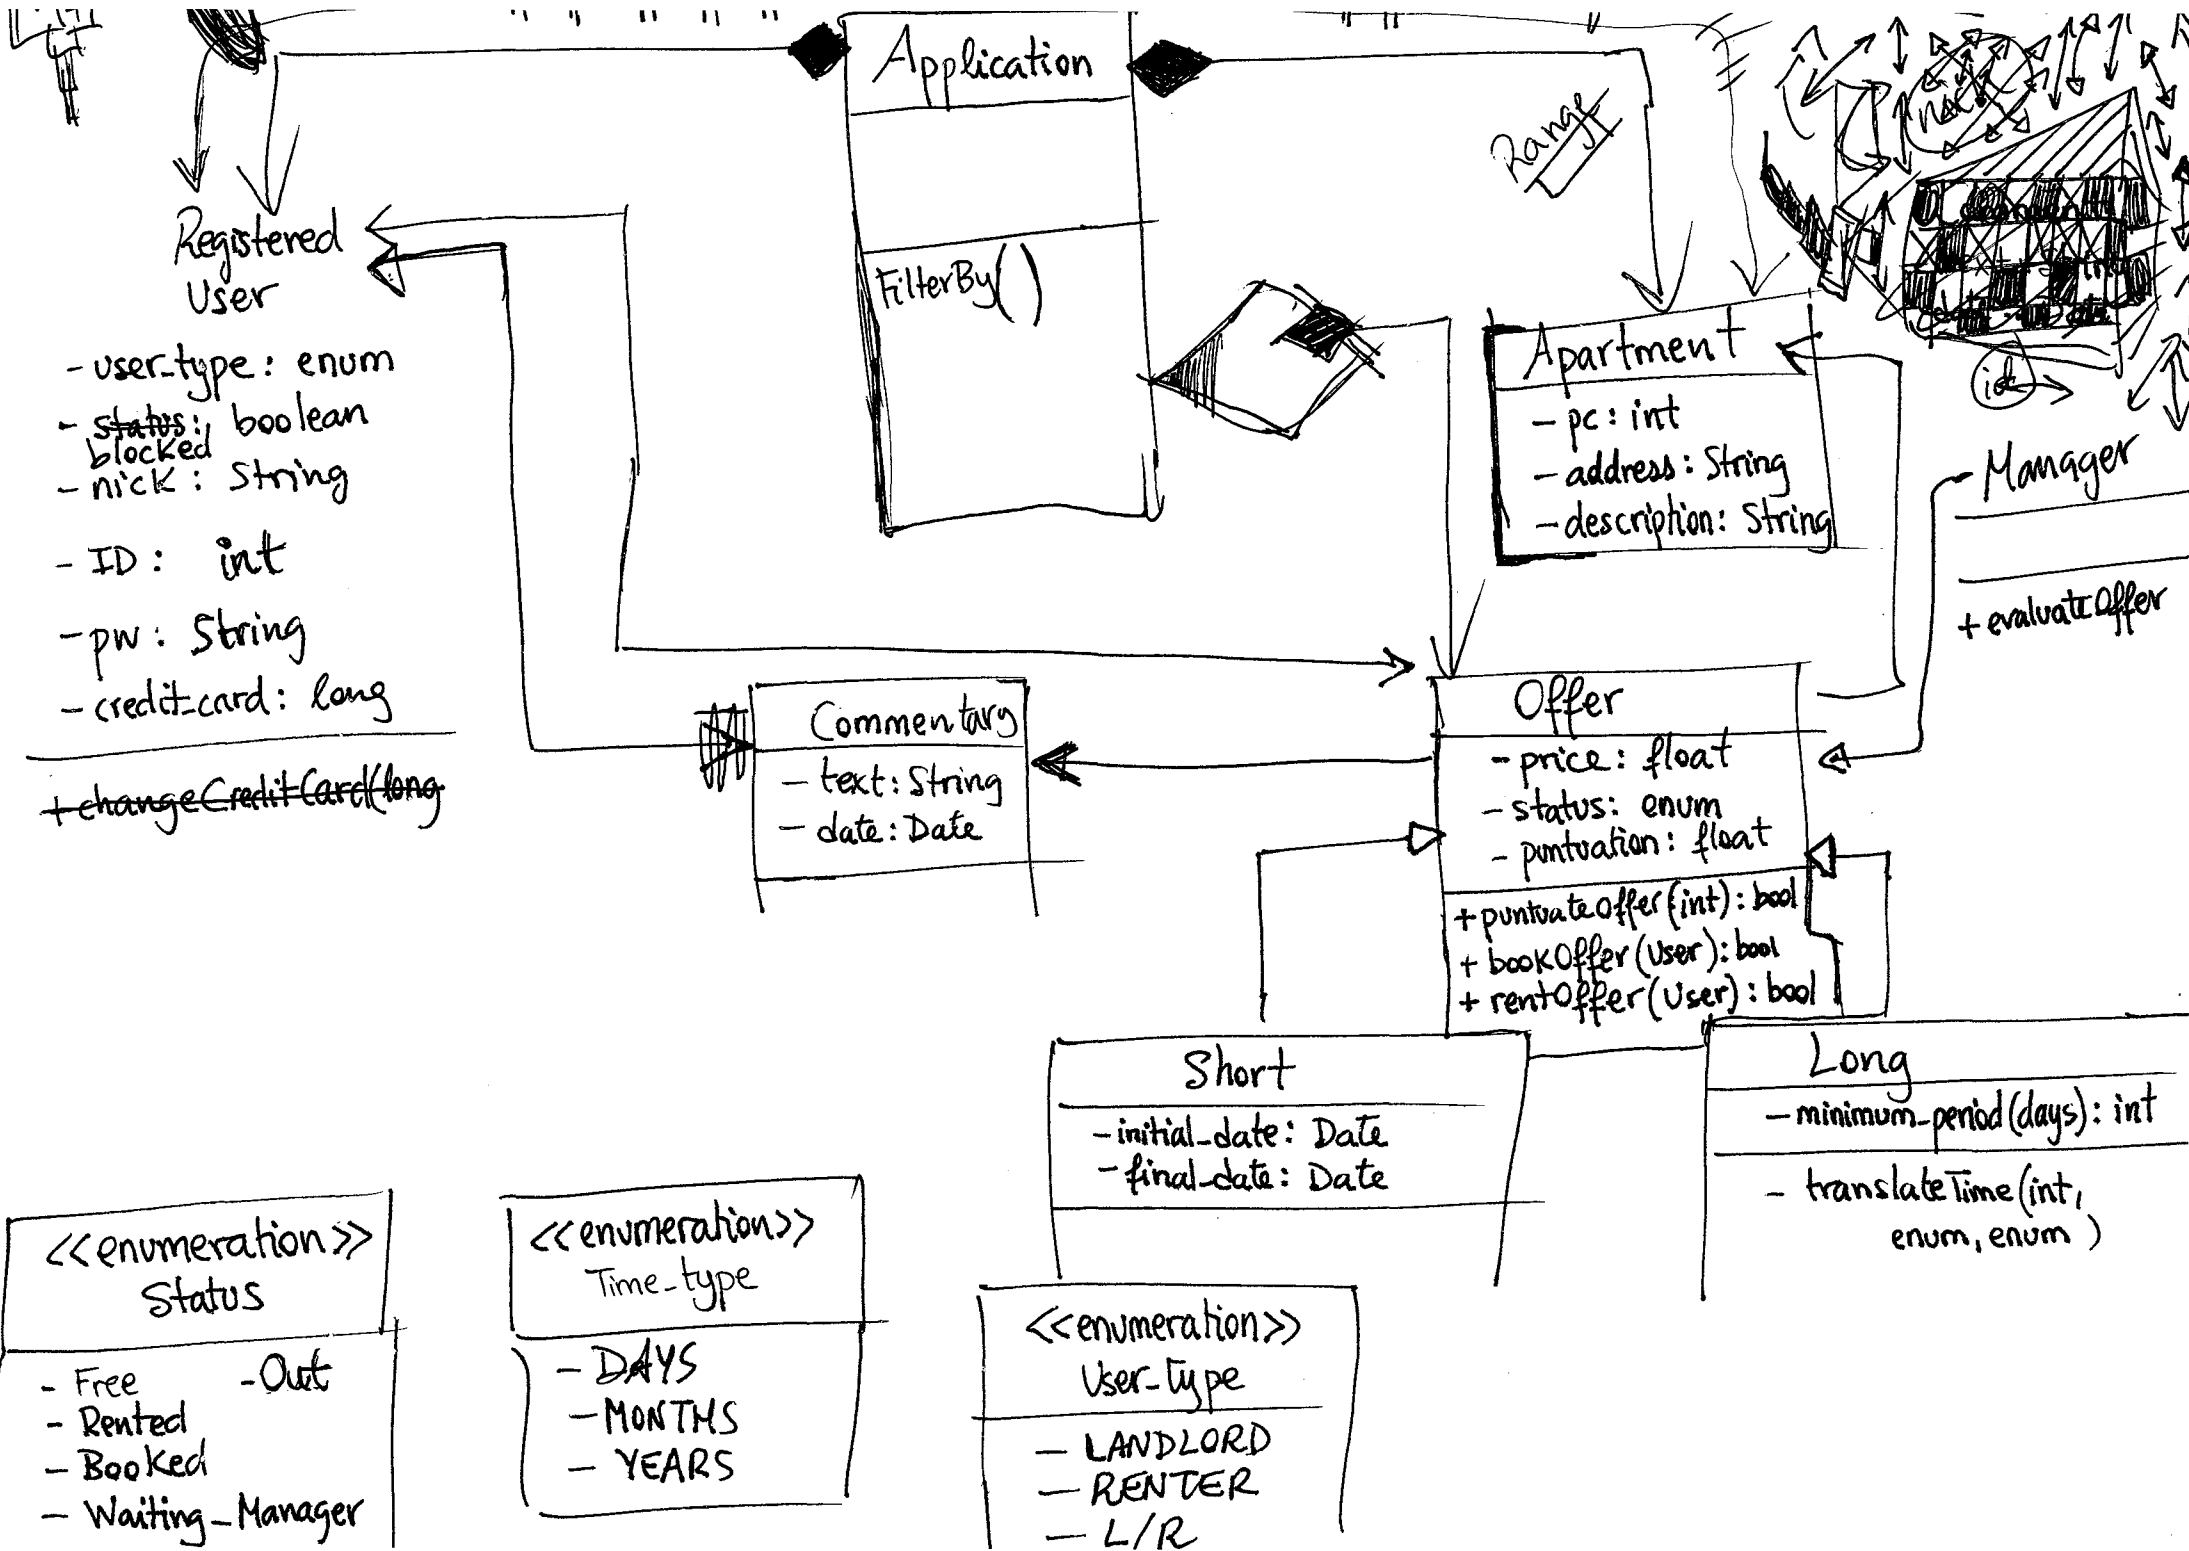 Application
FilterBy()
Range
Registered
User
- user_type: enum
- status: boolean
blocked
- nick: String
- ID: int
- pw: String
- credit_card: long
+ changeCreditCard(long
Apartment
- pc: int
- address: String
- description: String
id
Manager
+ evaluateOffer
Commentary
- text: String
- date: Date
Offer
- price: float
- status: enum
- puntuation: float
+ puntuateOffer(int): bool
+ bookOffer(User): bool
+ rentOffer(User): bool
Short
- initial_date: Date
- final_date: Date
Long
- minimum_period(days): int
- translateTime(int,
enum, enum)
<<enumeration>>
Status
- Free - Out
- Rented
- Booked
- Waiting_Manager
<<enumeration>>
Time_type
- DAYS
- MONTHS
- YEARS
<<enumeration>>
User_type
- LANDLORD
- RENTER
- L/R